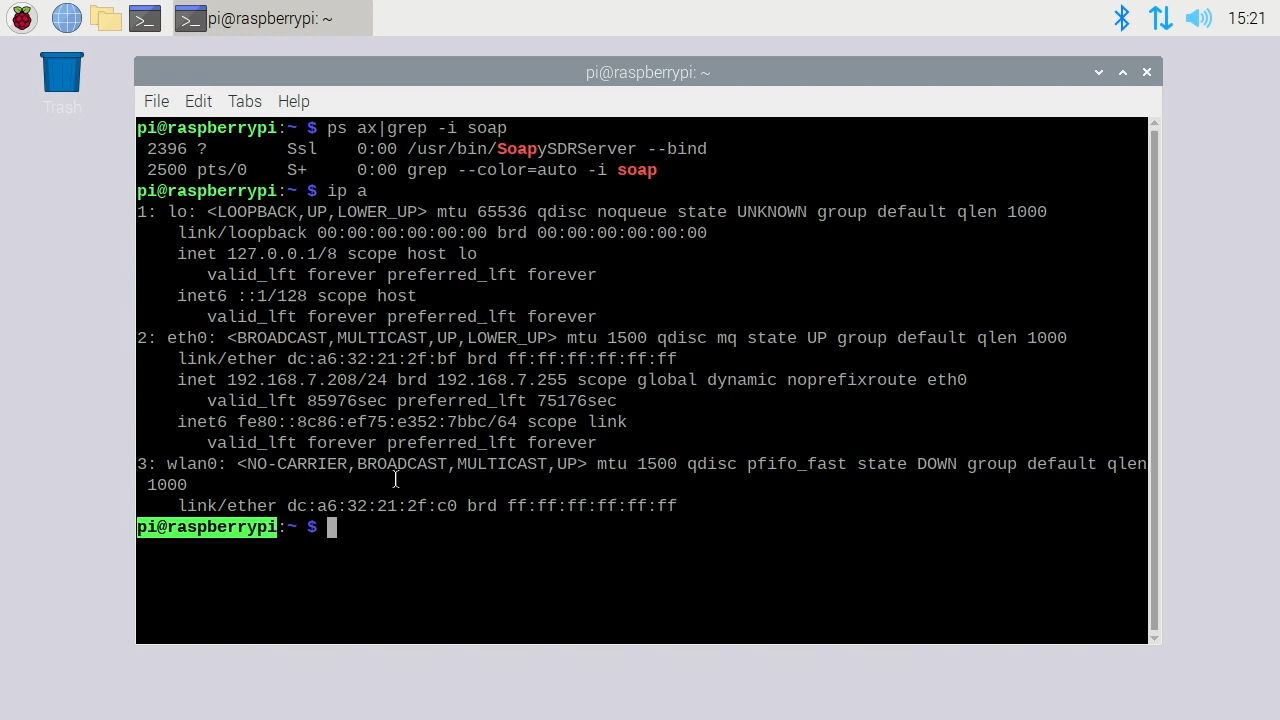 pi@raspberrypi: ~
15:21
Trash
pi@raspberrypi: ~
File Edit Tabs Help
pi@raspberrypi:~ $ ps ax|grep -i soap
2396 ? Ssl 0:00 /usr/bin/SoapySDRServer --bind
2500 pts/0 S+ 0:00 grep --color=auto -i soap
pi@raspberrypi:~ $ ip a
1: lo: <LOOPBACK,UP,LOWER_UP> mtu 65536 qdisc noqueue state UNKNOWN group default qlen 1000
link/loopback 00:00:00:00:00:00 brd 00:00:00:00:00:00
inet 127.0.0.1/8 scope host lo
valid_lft forever preferred_lft forever
inet6 ::1/128 scope host
valid_lft forever preferred_lft forever
2: eth0: <BROADCAST,MULTICAST,UP,LOWER_UP> mtu 1500 qdisc mq state UP group default qlen 1000
link/ether dc:a6:32:21:2f:bf brd ff:ff:ff:ff:ff:ff
inet 192.168.7.208/24 brd 192.168.7.255 scope global dynamic noprefixroute eth0
valid_lft 85976sec preferred_lft 75176sec
inet6 fe80::8c86:ef75:e352:7bbc/64 scope link
valid_lft forever preferred_lft forever
3: wlan0: <NO-CARRIER,BROADCAST,MULTICAST,UP> mtu 1500 qdisc pfifo_fast state DOWN group default qlen
1000
link/ether dc:a6:32:21:2f:c0 brd ff:ff:ff:ff:ff:ff
pi@raspberrypi:~ $